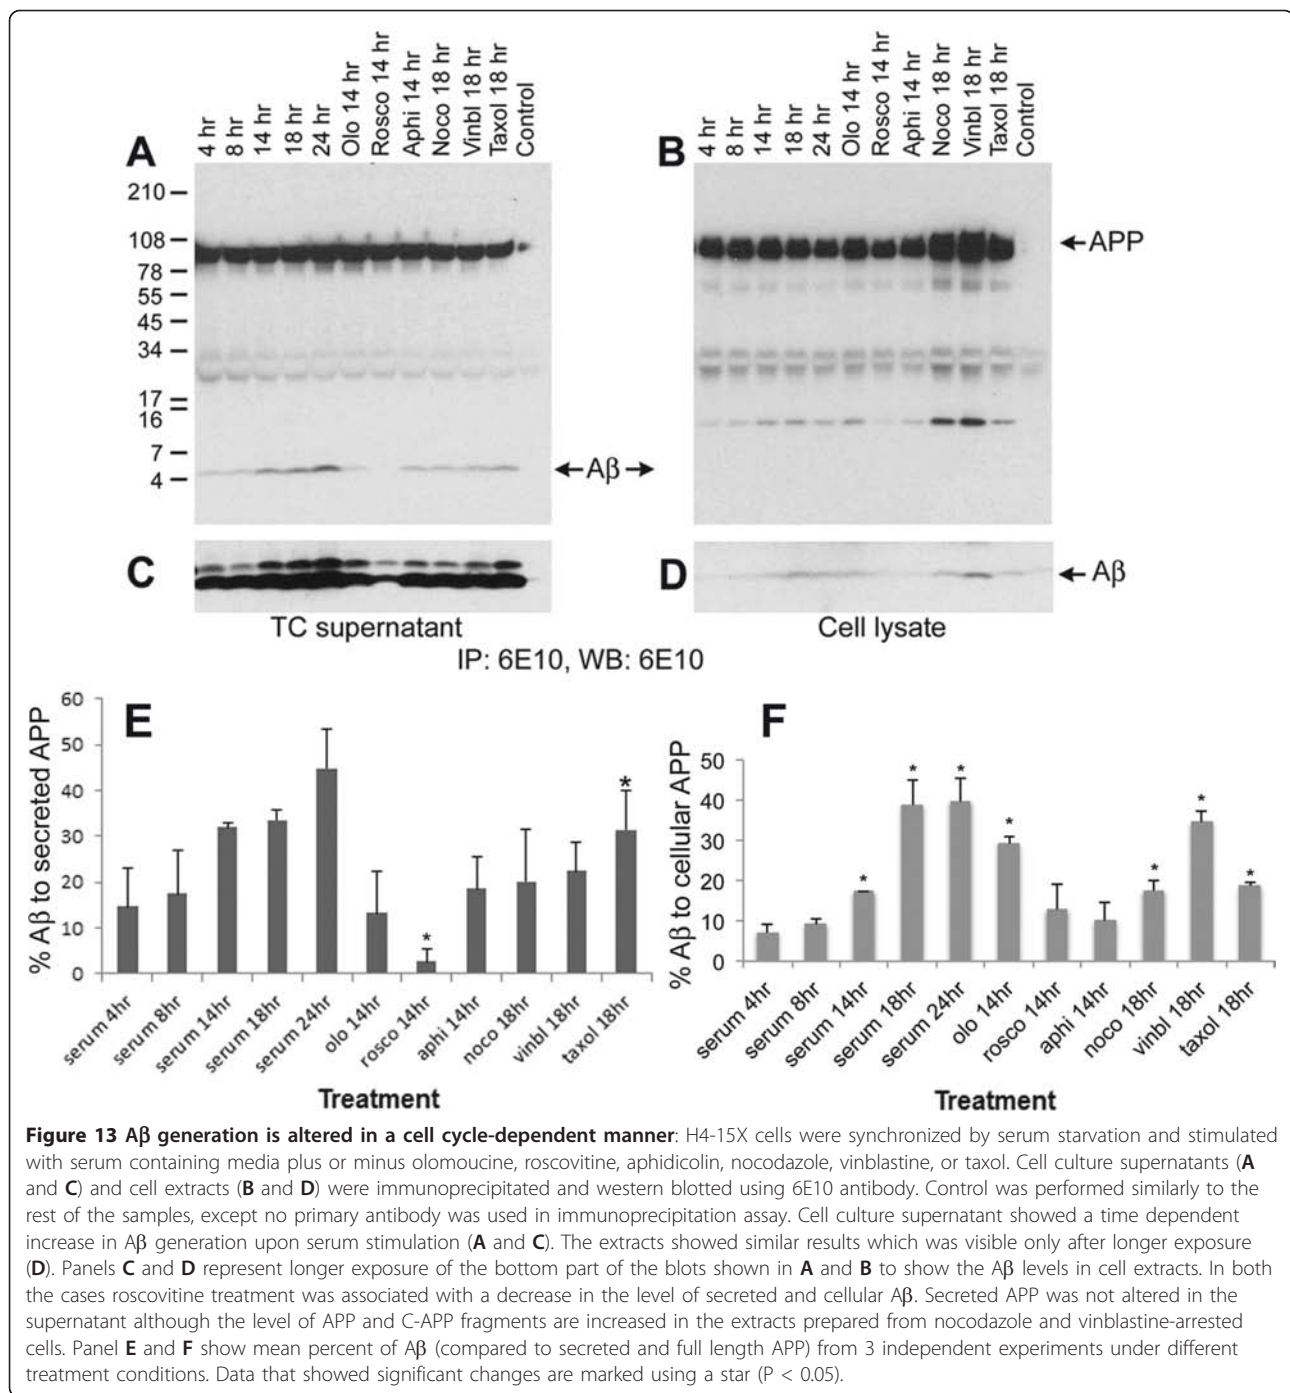 4 hr
8 hr
14 hr
18 hr
24 hr
Olo 14 hr
Rosco 14 hr
Aphi 14 hr
Noco 18 hr
Vinbl 18 hr
Taxol 18 hr
Control
4 hr
8 hr
14 hr
18 hr
24 hr
Olo 14 hr
Rosco 14 hr
Aphi 14 hr
Noco 18 hr
Vinbl 18 hr
Taxol 18 hr
Control
A
B
210
108
78
55
45
34
17
16
7
4
APP
Aβ
C
D
Aβ
TC supernatant
Cell lysate
IP: 6E10, WB: 6E10
E
% Aβ to secreted APP
60
50
40
30
20
10
0
*
*
serum 4hr
serum 8hr
serum 14hr
serum 18hr
serum 24hr
olo 14hr
rosco 14hr
aphi 14hr
noco 18hr
vinbl 18hr
taxol 18hr
Treatment
F
% Aβ to cellular APP
50
40
30
20
10
0
*
*
*
*
*
*
*
serum 4hr
serum 8hr
serum 14hr
serum 18hr
serum 24hr
olo 14hr
rosco 14hr
aphi 14hr
noco 18hr
vinbl 18hr
taxol 18hr
Treatment
Figure 13 Aβ generation is altered in a cell cycle-dependent manner: H4-15X cells were synchronized by serum starvation and stimulated
with serum containing media plus or minus olomoucine, roscovitine, aphidicolin, nocodazole, vinblastine, or taxol. Cell culture supernatants (A
and C) and cell extracts (B and D) were immunoprecipitated and western blotted using 6E10 antibody. Control was performed similarly to the
rest of the samples, except no primary antibody was used in immunoprecipitation assay. Cell culture supernatant showed a time dependent
increase in Aβ generation upon serum stimulation (A and C). The extracts showed similar results which was visible only after longer exposure
(D). Panels C and D represent longer exposure of the bottom part of the blots shown in A and B to show the Aβ levels in cell extracts. In both
the cases roscovitine treatment was associated with a decrease in the level of secreted and cellular Aβ. Secreted APP was not altered in the
supernatant although the level of APP and C-APP fragments are increased in the extracts prepared from nocodazole and vinblastine-arrested
cells. Panel E and F show mean percent of Aβ (compared to secreted and full length APP) from 3 independent experiments under different
treatment conditions. Data that showed significant changes are marked using a star (P < 0.05).